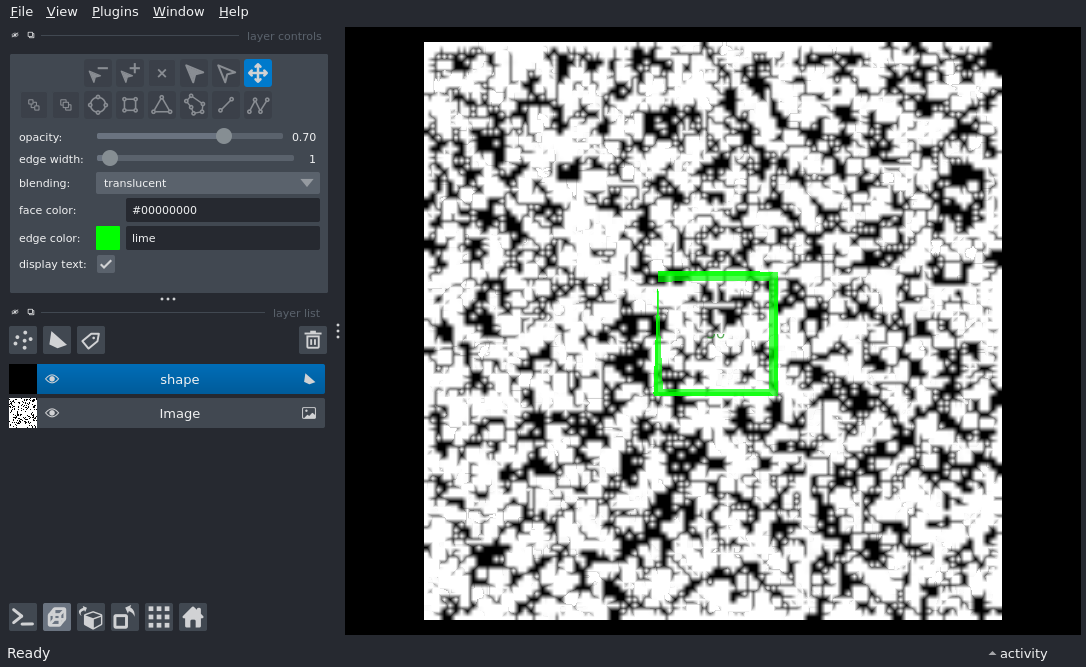 File View Plugins Window Help
layer controls
opacity: 0.70
edge width: 1
blending: translucent
face color: #00000000
edge color: lime
display text:
layer list
shape
Image
Ready
activity